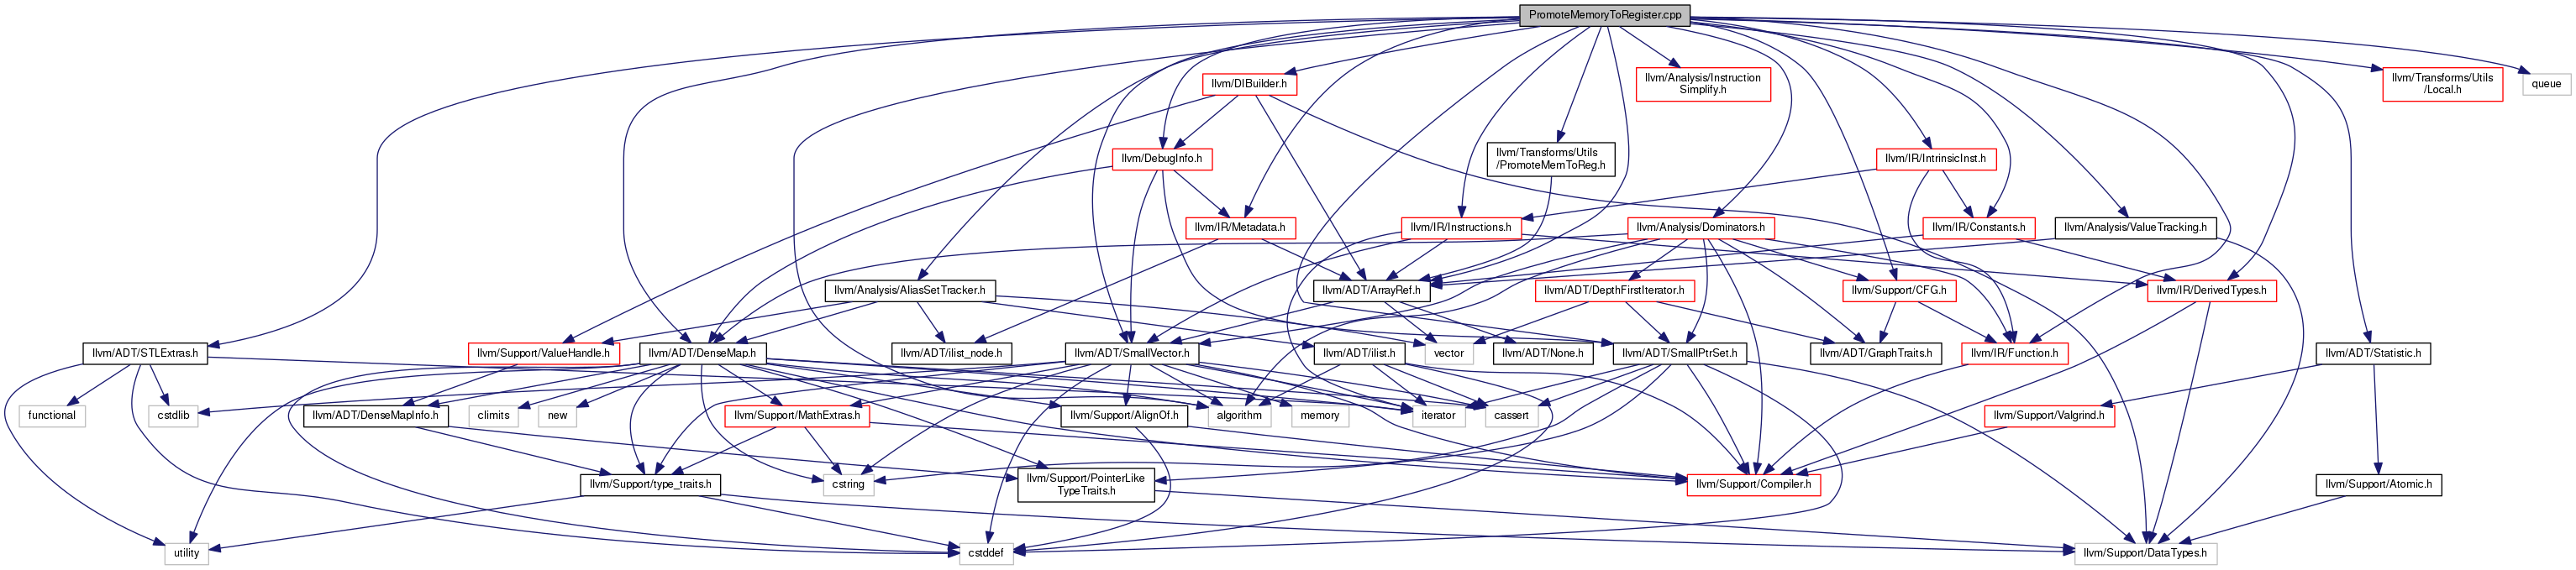 PromoteMemoryToRegister.cpp
llvm/DIBuilder.h
llvm/Analysis/Instruction
Simplify.h
llvm/Transforms/Utils
/Local.h
queue
llvm/DebugInfo.h
llvm/Transforms/Utils
/PromoteMemToReg.h
llvm/IR/IntrinsicInst.h
llvm/IR/Metadata.h
llvm/IR/Instructions.h
llvm/Analysis/Dominators.h
llvm/IR/Constants.h
llvm/Analysis/ValueTracking.h
llvm/Analysis/AliasSetTracker.h
llvm/ADT/ArrayRef.h
llvm/ADT/DepthFirstIterator.h
llvm/Support/CFG.h
llvm/IR/DerivedTypes.h
llvm/ADT/STLExtras.h
llvm/Support/ValueHandle.h
llvm/ADT/DenseMap.h
llvm/ADT/ilist_node.h
llvm/ADT/SmallVector.h
llvm/ADT/ilist.h
vector
llvm/ADT/None.h
llvm/ADT/SmallPtrSet.h
llvm/ADT/GraphTraits.h
llvm/IR/Function.h
llvm/ADT/Statistic.h
functional
cstdlib
llvm/ADT/DenseMapInfo.h
climits
new
llvm/Support/MathExtras.h
llvm/Support/AlignOf.h
algorithm
memory
iterator
cassert
llvm/Support/Valgrind.h
llvm/Support/type_traits.h
cstring
llvm/Support/PointerLike
TypeTraits.h
llvm/Support/Compiler.h
llvm/Support/Atomic.h
utility
cstddef
llvm/Support/DataTypes.h